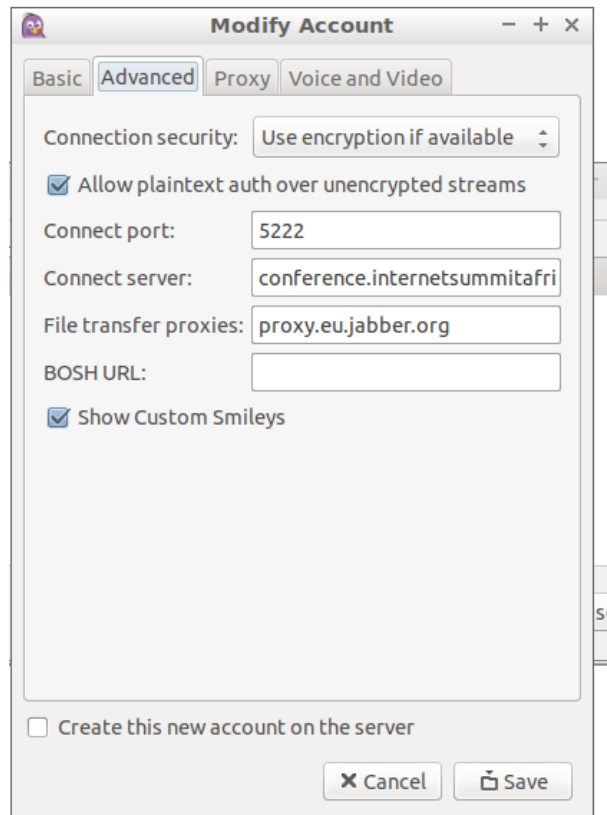 Modify Account
Basic Advanced Proxy Voice and Video
Connection security: Use encryption if available
Allow plaintext auth over unencrypted streams
Connect port: 5222
Connect server: conference.internetsummitafri
File transfer proxies: proxy.eu.jabber.org
BOSH URL:
Show Custom Smileys
Create this new account on the server
Cancel Save